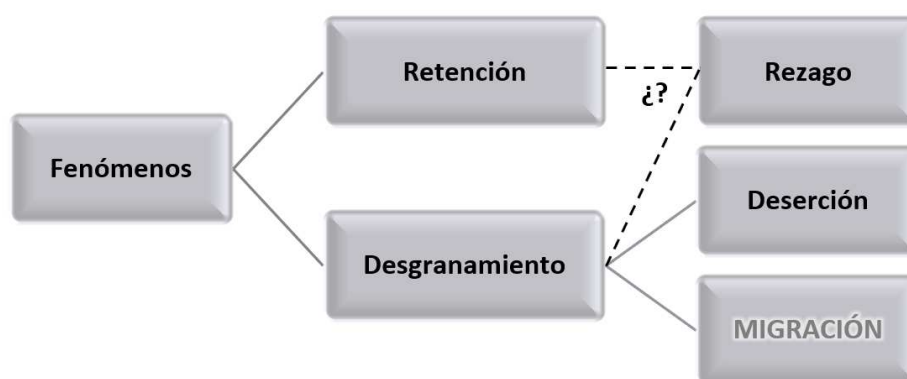 Retención
Rezago
¿?
Fenómenos
Deserción
Desgranamiento
MIGRACIÓN